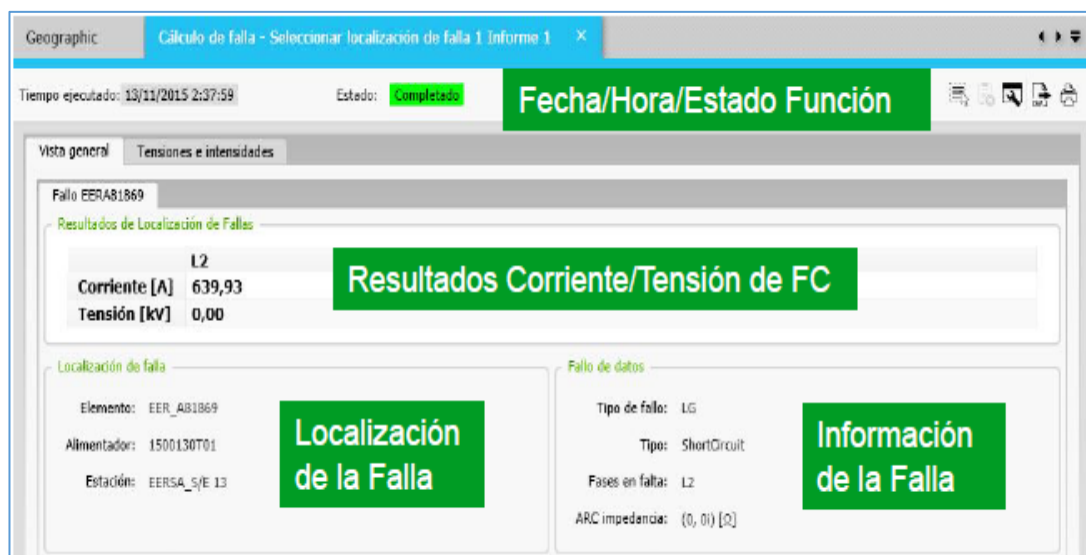 Geographic
Cálculo de falla - Seleccionar localización de falla 1 Informe 1 ×
Tiempo ejecutado: 13/11/2015 2:37:59
Estado: Completado
Fecha/Hora/Estado Función
Vista general
Tensiones e intensidades
Fallo EERA81869
Resultados de Localización de Fallas
L2
Corriente [A] 639,93
Tensión [kV] 0,00
Resultados Corriente/Tensión de FC
Localización de falla
Elemento: EER_A81869
Alimentador: 1500130T01
Estación: EERSA_S/E 13
Localización
de la Falla
Fallo de datos
Tipo de fallo: LG
Tipo: ShortCircuit
Fases en falta: L2
ARC impedancia: (0, 0i) [Ω]
Información
de la Falla